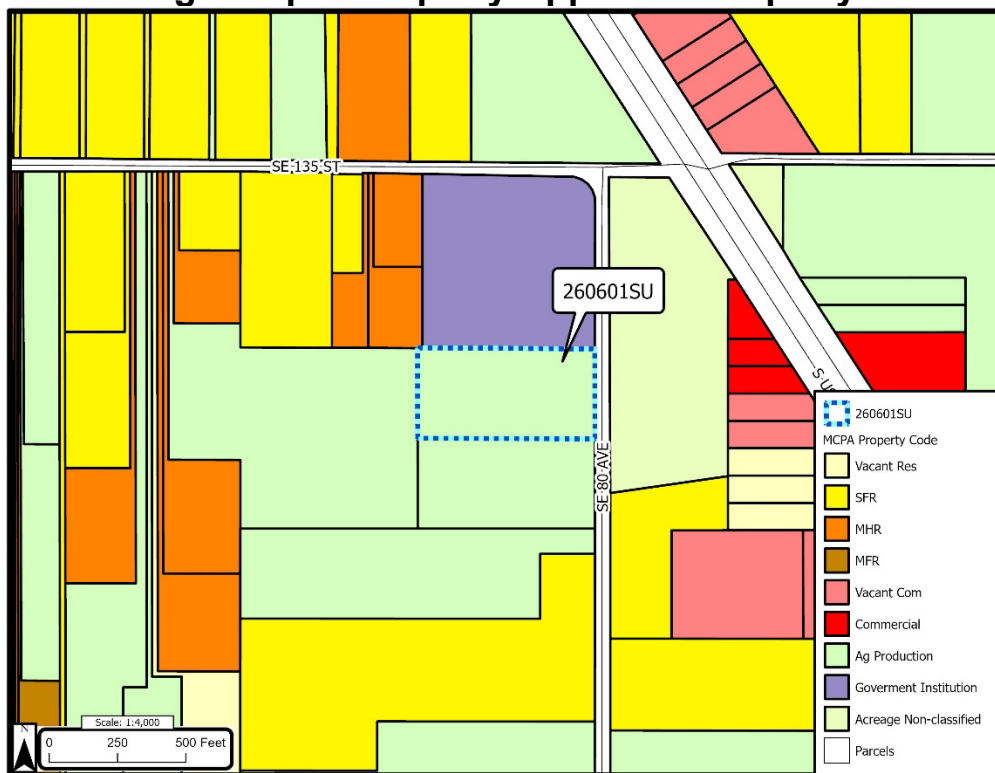 SE 135 ST
260601SU
SE 80 AVE
S US
260601SU
MCPA Property Code
Vacant Res
SFR
MHR
MFR
Vacant Com
Commercial
Ag Production
Goverment Institution
Acreage Non-classified
Parcels
N
Scale: 1:4,000
0 250 500 Feet